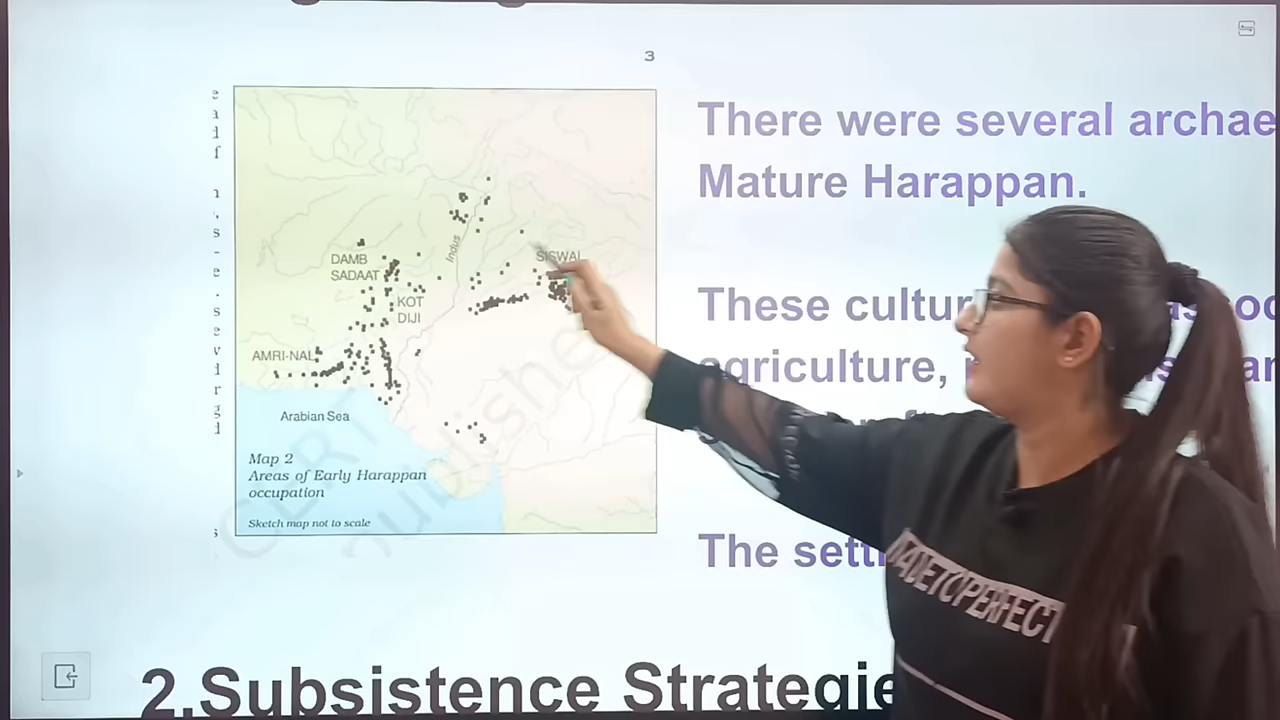 3
There were several archae
Mature Harappan.
These cultur
agriculture,
The sett
DAMB
SADAAT
KOT
DIJI
SISWAL
Indus
AMRI-NAL
Arabian Sea
Map 2
Areas of Early Harappan
occupation
Sketch map not to scale
MADETOPERFECT
2.Subsistence Strategie